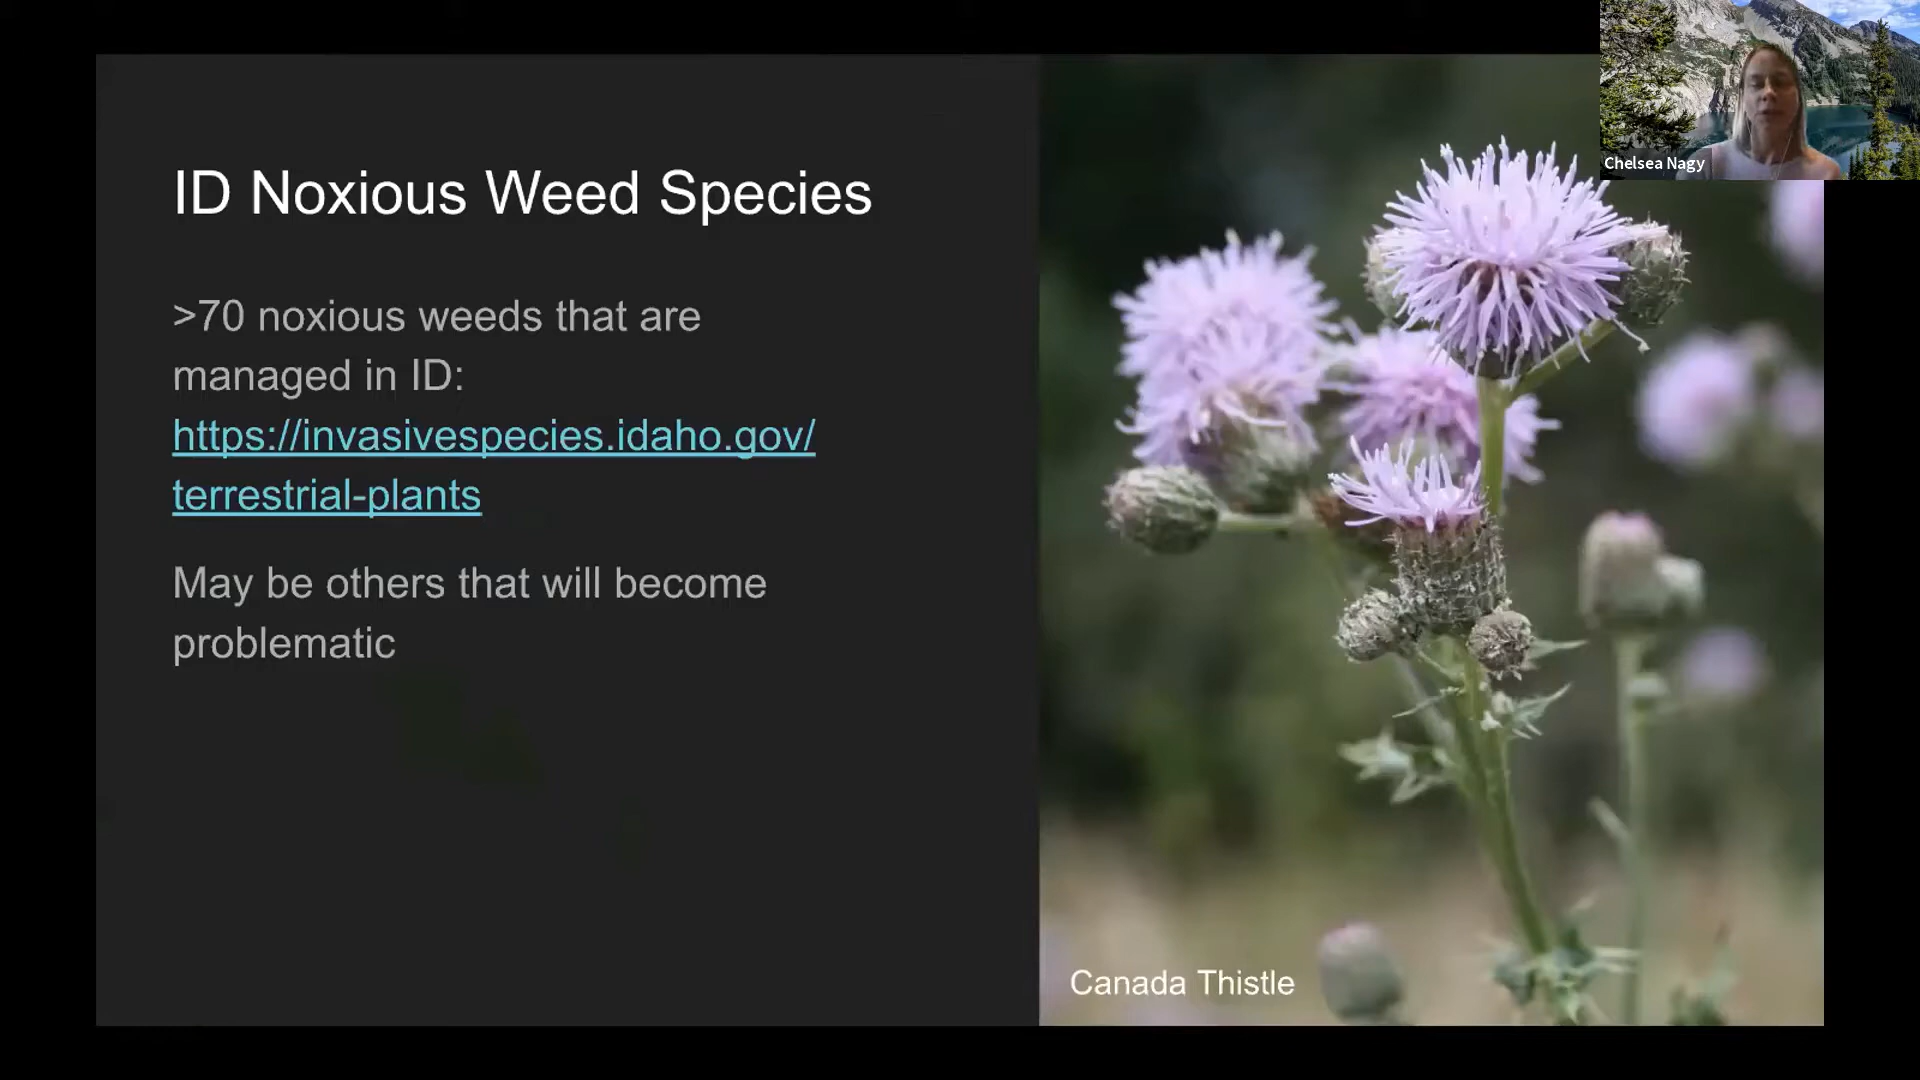 Chelsea Nagy
ID Noxious Weed Species
>70 noxious weeds that are
managed in ID:
https://invasivespecies.idaho.gov/
terrestrial-plants
May be others that will become
problematic
Canada Thistle